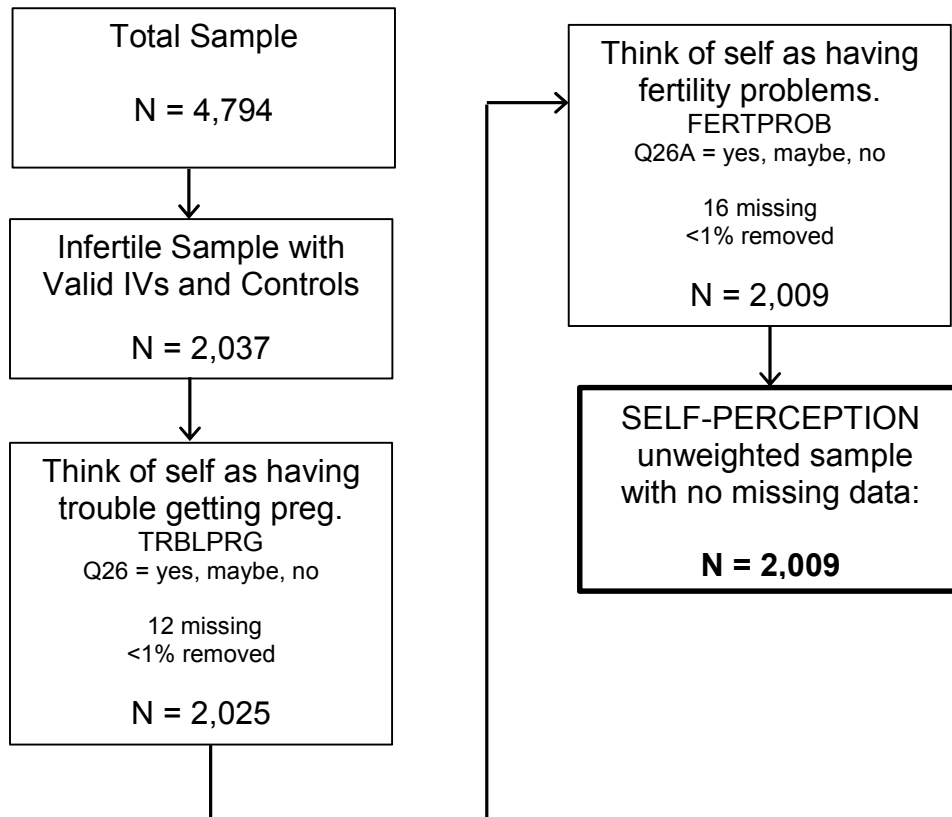 Total Sample
N = 4,794
Infertile Sample with
Valid IVs and Controls
N = 2,037
Think of self as having
trouble getting preg.
TRBLPRG
Q26 = yes, maybe, no
12 missing
<1% removed
N = 2,025
Think of self as having
fertility problems.
FERTPROB
Q26A = yes, maybe, no
16 missing
<1% removed
N = 2,009
SELF-PERCEPTION
unweighted sample
with no missing data:
N = 2,009